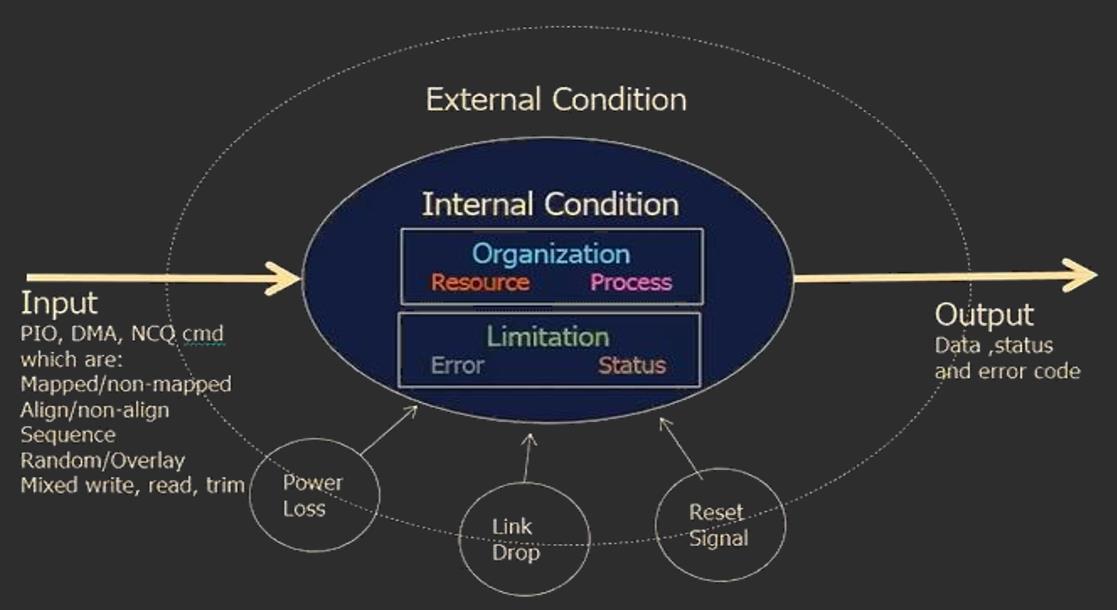 External Condition
Internal Condition
Organization
Resource Process
Limitation
Error Status
Input
PIO, DMA, NCQ cmd
which are:
Mapped/non-mapped
Align/non-align
Sequence
Random/Overlay
Mixed write, read, trim
Output
Data ,status
and error code
Power
Loss
Link
Drop
Reset
Signal